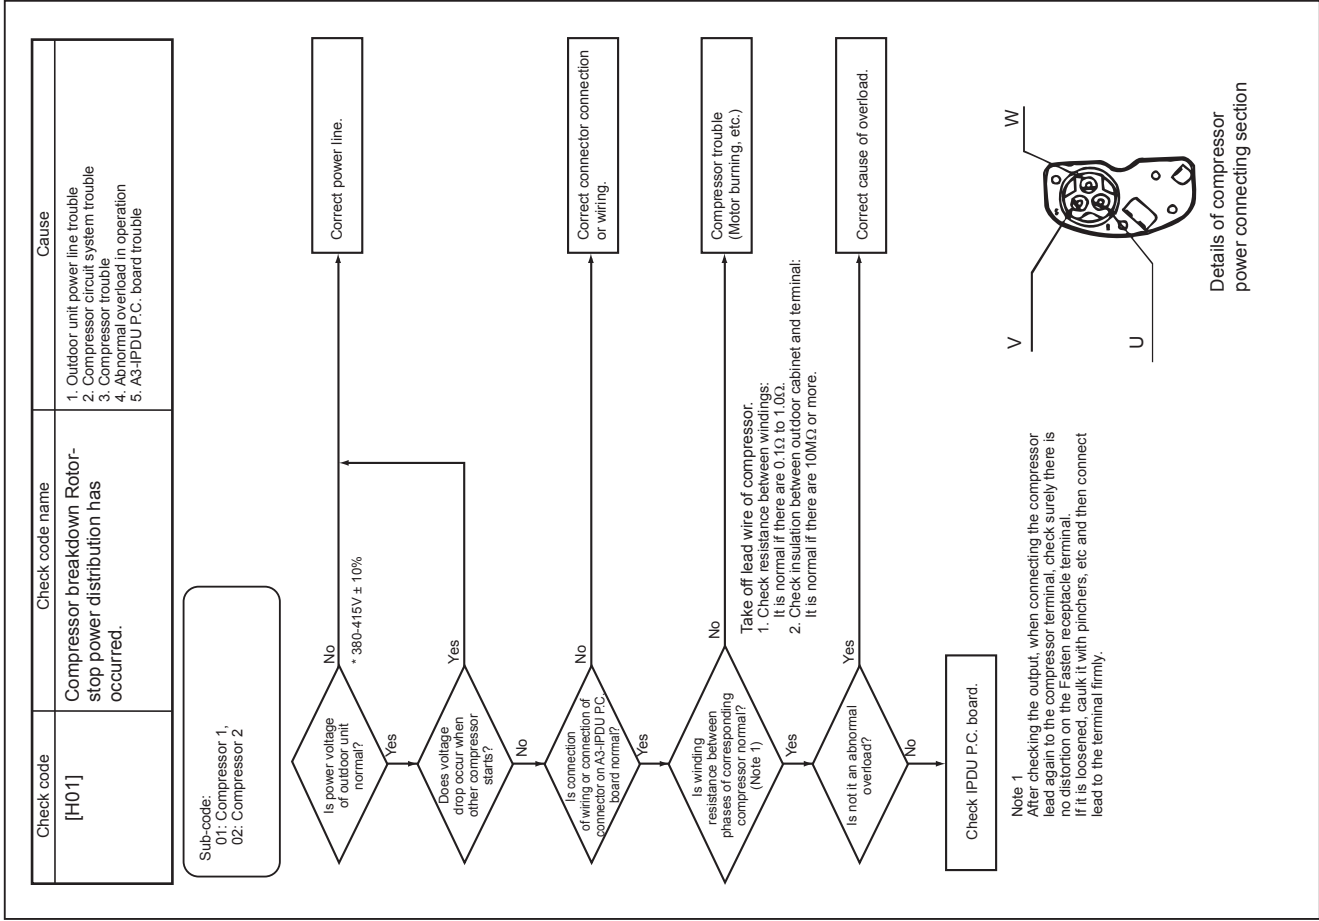 Check code
Check code name
Cause
[H01]
Compressor breakdown Rotor-
stop power distribution has
occurred.
1. Outdoor unit power line trouble
2. Compressor circuit system trouble
3. Compressor trouble
4. Abnormal overload in operation
5. A3-IPDU P.C. board trouble
Sub-code:
01: Compressor 1,
02: Compressor 2
Is power voltage
of outdoor unit
normal?
No
* 380-415V ± 10%
Correct power line.
Yes
Does voltage
drop occur when
other compressor
starts?
Yes
No
Is connection
of wiring or connection of
connector on A3-IPDU P.C.
board normal?
No
Correct connector connection
or wiring.
Yes
Is winding
resistance between
phases of corresponding
compressor normal?
(Note 1)
No
Compressor trouble
(Motor burning, etc.)
Take off lead wire of compressor.
1. Check resistance between windings:
It is normal if there are 0.1Ω to 1.0Ω.
2. Check insulation between outdoor cabinet and terminal:
It is normal if there are 10MΩ or more.
Yes
Is not it an abnormal
overload?
Yes
Correct cause of overload.
No
Check IPDU P.C. board.
Note 1
After checking the output, when connecting the compressor
lead again to the compressor terminal, check surely there is
no distortion on the Fasten receptacle terminal.
If it is loosened, caulk it with pinchers, etc and then connect
lead to the terminal firmly.
V
W
U
Details of compressor
power connecting section